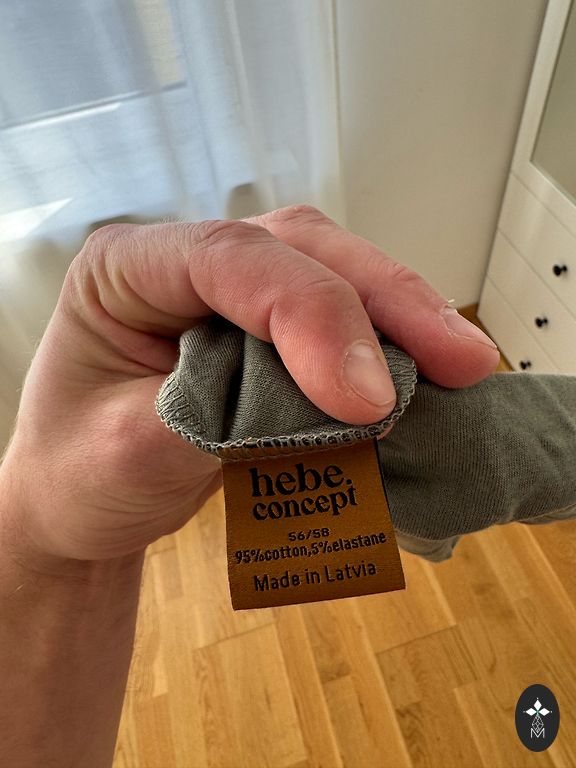 hebe.
concept
56/58
95%cotton,5%elastane
Made in Latvia
M